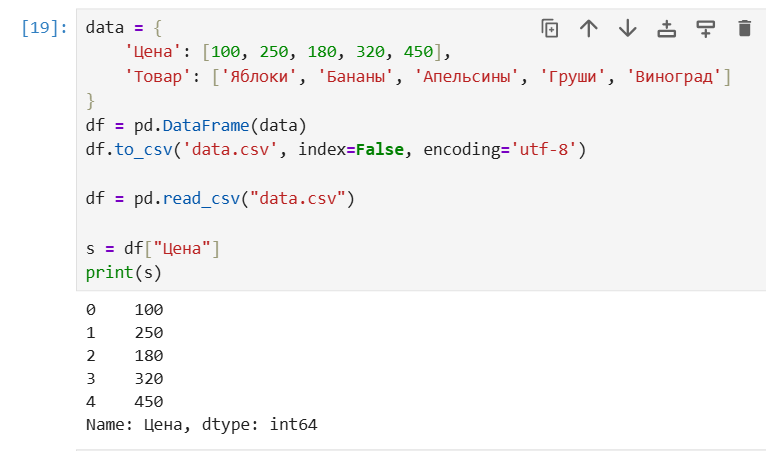 [19]: data = {
    'Цена': [100, 250, 180, 320, 450],
    'Товар': ['Яблоки', 'Бананы', 'Апельсины', 'Груши', 'Виноград']
}
df = pd.DataFrame(data)
df.to_csv('data.csv', index=False, encoding='utf-8')
df = pd.read_csv("data.csv")
s = df["Цена"]
print(s)
0    100
1    250
2    180
3    320
4    450
Name: Цена, dtype: int64